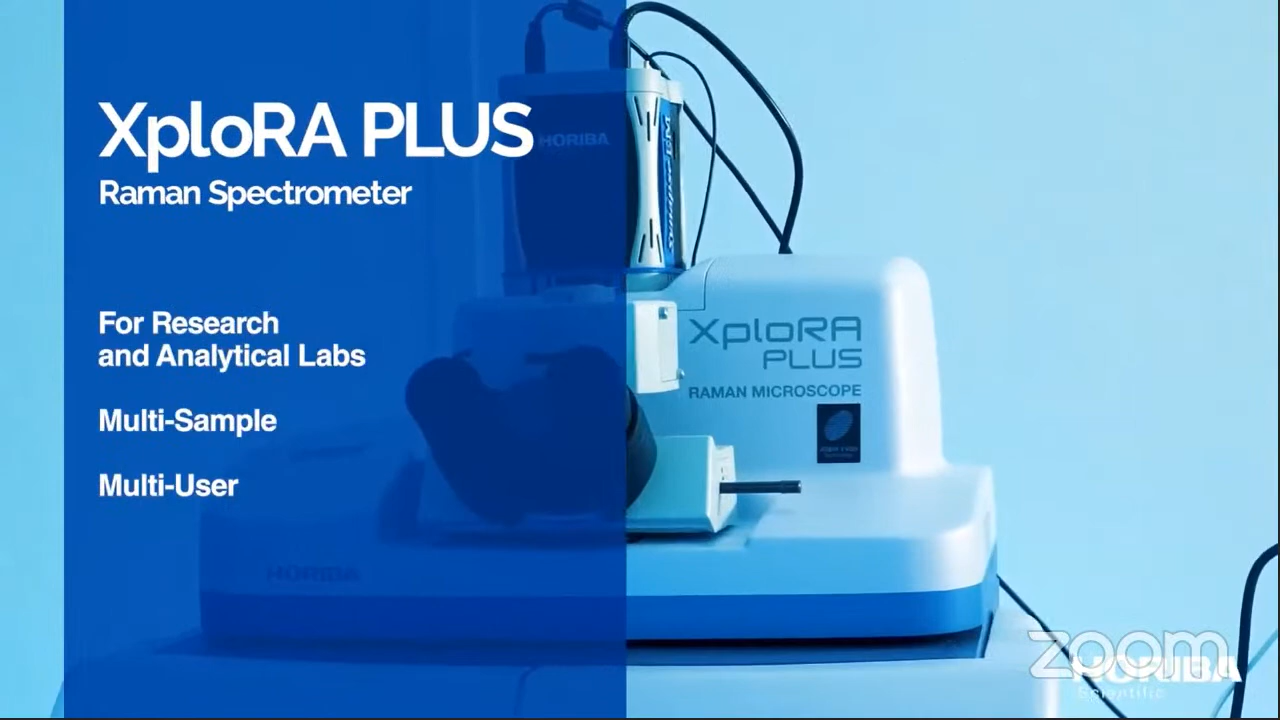 XploRA PLUS
Raman Spectrometer
For Research
and Analytical Labs
Multi-Sample
Multi-User
HORIBA
XploRA
PLUS
RAMAN MICROSCOPE
HORIBA
zoom
HORIBA
Scientific